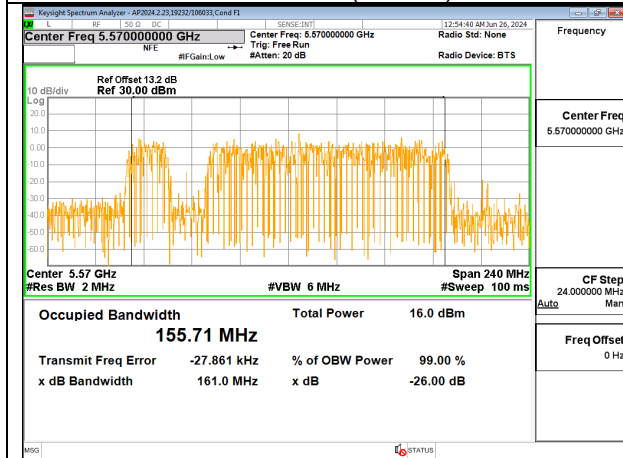 Keysight Spectrum Analyzer - AP2024.2.23,19232/106033,Cond F1
L RF 50 Ω DC SENSE:INT 12:54:40 AM Jun 26, 2024
Center Freq 5.570000000 GHz
NFE
#IFGain:Low
Center Freq: 5.570000000 GHz
Trig: Free Run
#Atten: 20 dB
Radio Std: None
Radio Device: BTS
Ref Offset 13.2 dB
10 dB/div Ref 30.00 dBm
Log
20.0
10.0
0.00
-10.0
-20.0
-30.0
-40.0
-50.0
-60.0
Center 5.57 GHz Span 240 MHz
#Res BW 2 MHz #VBW 6 MHz #Sweep 100 ms
Occupied Bandwidth Total Power 16.0 dBm
155.71 MHz
Transmit Freq Error -27.861 kHz % of OBW Power 99.00 %
x dB Bandwidth 161.0 MHz x dB -26.00 dB
MSG STATUS
Frequency
Center Freq
5.570000000 GHz
CF Step
24.000000 MHz
Auto Man
Freq Offset
0 Hz